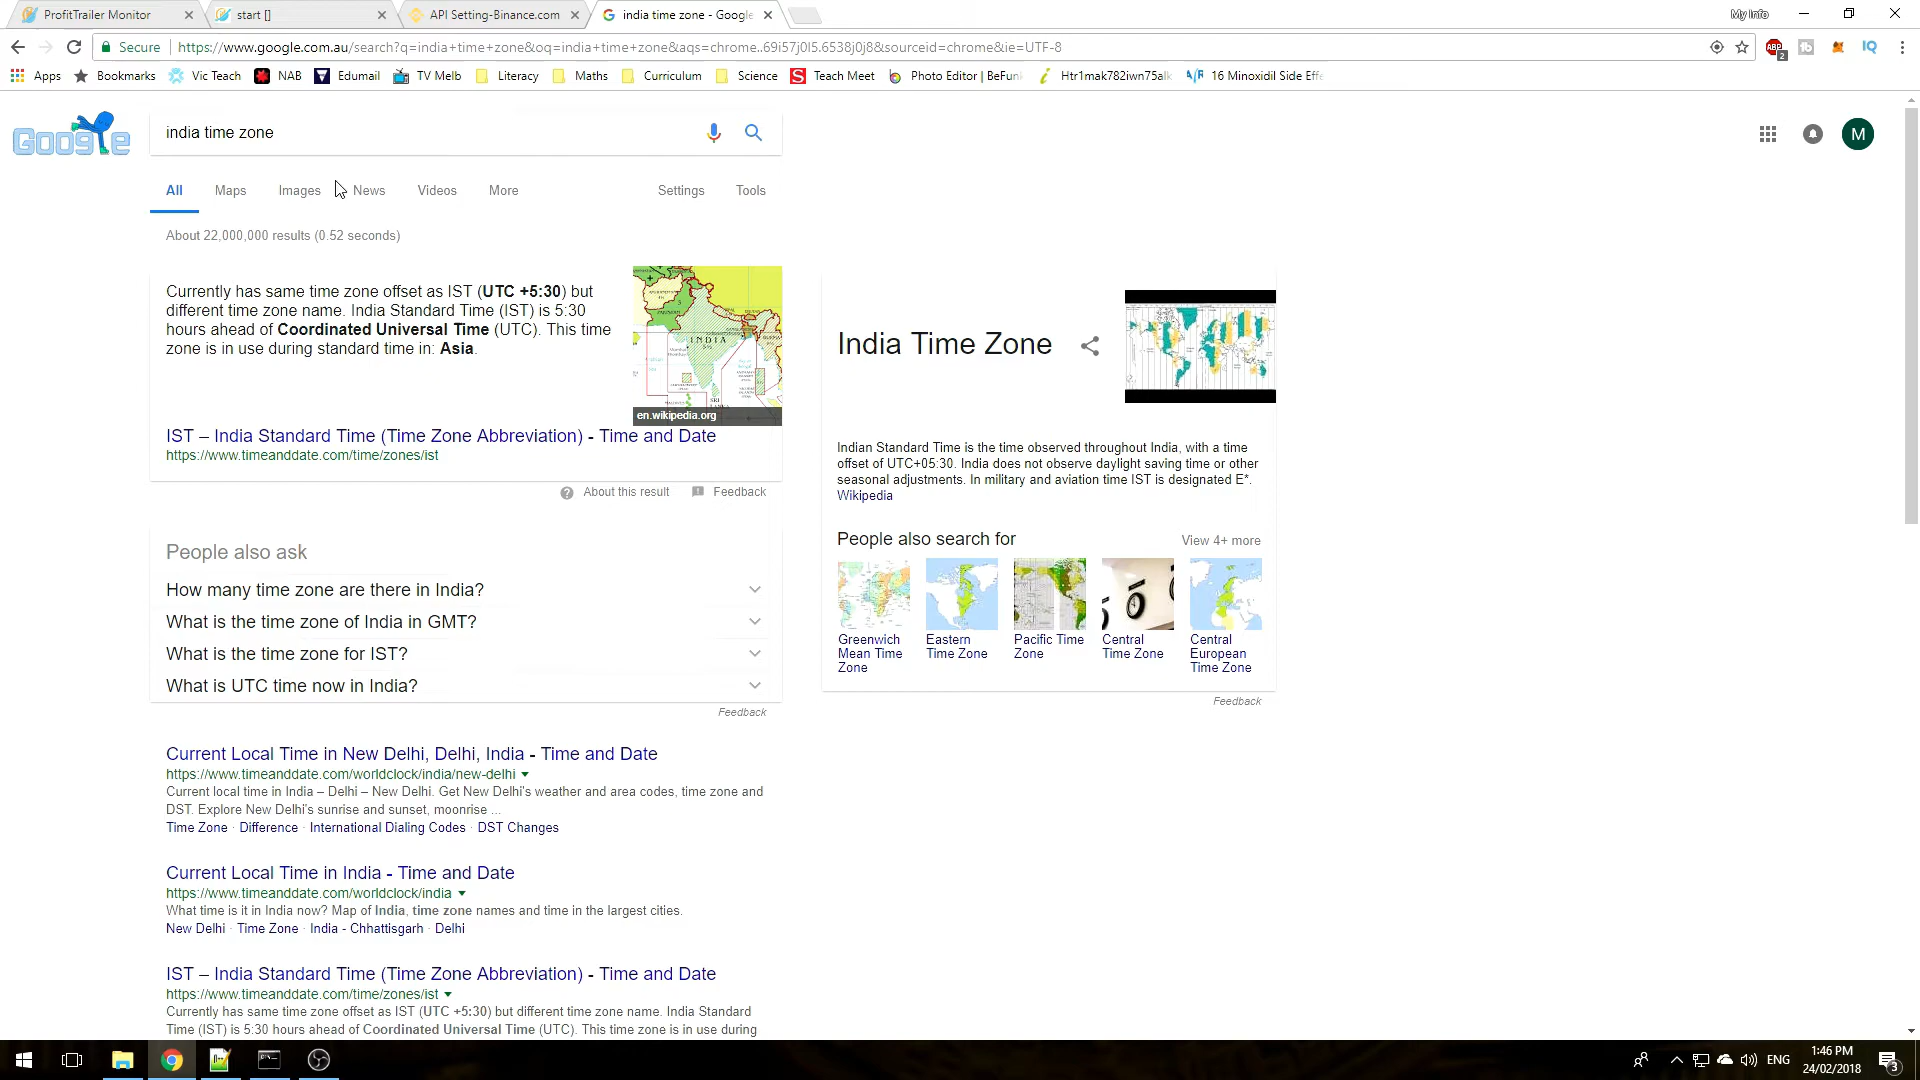 ProfitTrailer Monitor
start []
API Setting-Binance.com
india time zone - Google
My Info
Secure
https://www.google.com.au/search?q=india+time+zone&oq=india+time+zone&aqs=chrome..69i57j0l5.6538j0j8&sourceid=chrome&ie=UTF-8
ABP
2
tb
IQ
Apps
Bookmarks
Vic Teach
NAB
Edumail
TV Melb
Literacy
Maths
Curriculum
Science
Teach Meet
Photo Editor | BeFunk
Htr1mak782iwn75alk
16 Minoxidil Side Effe
Google
india time zone
M
All
Maps
Images
News
Videos
More
Settings
Tools
About 22,000,000 results (0.52 seconds)
Currently has same time zone offset as IST (UTC +5:30) but
different time zone name. India Standard Time (IST) is 5:30
hours ahead of Coordinated Universal Time (UTC). This time
zone is in use during standard time in: Asia.
INDIA
en.wikipedia.org
IST – India Standard Time (Time Zone Abbreviation) - Time and Date
https://www.timeanddate.com/time/zones/ist
About this result
Feedback
People also ask
How many time zone are there in India?
What is the time zone of India in GMT?
What is the time zone for IST?
What is UTC time now in India?
Feedback
Current Local Time in New Delhi, Delhi, India - Time and Date
https://www.timeanddate.com/worldclock/india/new-delhi
Current local time in India – Delhi – New Delhi. Get New Delhi's weather and area codes, time zone and
DST. Explore New Delhi's sunrise and sunset, moonrise ...
Time Zone · Difference · International Dialing Codes · DST Changes
Current Local Time in India - Time and Date
https://www.timeanddate.com/worldclock/india
What time is it in India now? Map of India, time zone names and time in the largest cities.
New Delhi · Time Zone · India - Chhattisgarh · Delhi
IST – India Standard Time (Time Zone Abbreviation) - Time and Date
https://www.timeanddate.com/time/zones/ist
Currently has same time zone offset as IST (UTC +5:30) but different time zone name. India Standard
Time (IST) is 5:30 hours ahead of Coordinated Universal Time (UTC). This time zone is in use during
India Time Zone
Indian Standard Time is the time observed throughout India, with a time
offset of UTC+05:30. India does not observe daylight saving time or other
seasonal adjustments. In military and aviation time IST is designated E*.
Wikipedia
People also search for
View 4+ more
Greenwich
Mean Time
Zone
Eastern
Time Zone
Pacific Time
Zone
Central
Time Zone
Central
European
Time Zone
Feedback
ENG
1:46 PM
24/02/2018
3